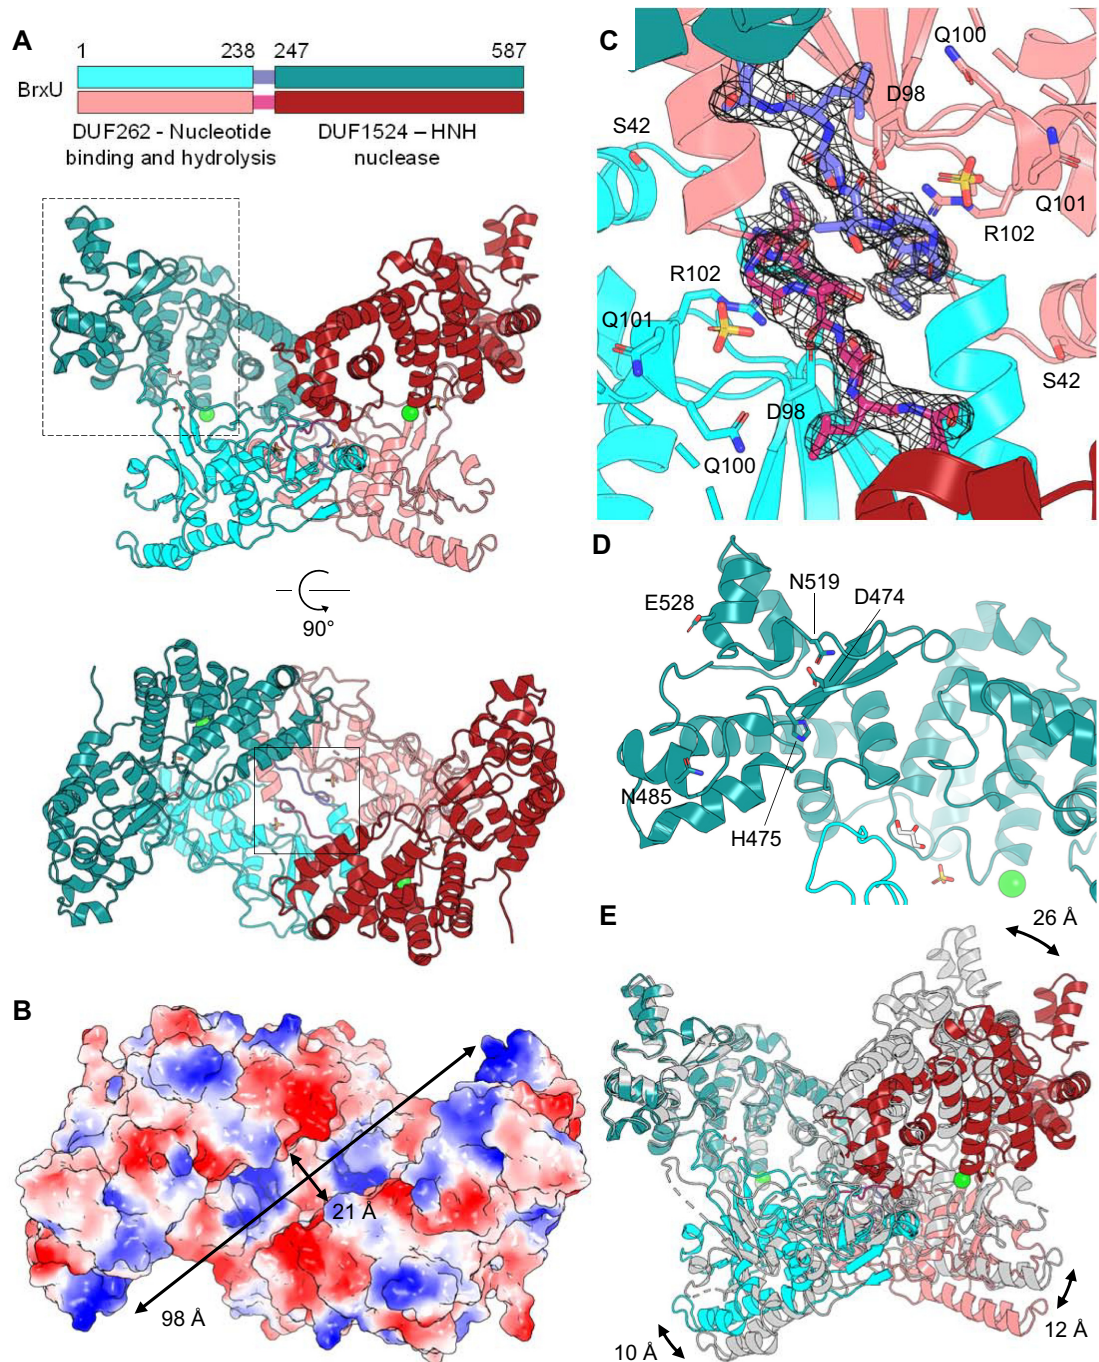 A
1 238 247 587
BrxU
DUF262 - Nucleotide
binding and hydrolysis
DUF1524 – HNH
nuclease
90°
B
21 Å
98 Å
C
Q100
D98
S42
Q101
R102
R102
Q101
S42
D98
Q100
D
N519
D474
E528
N485
H475
E
26 Å
12 Å
10 Å